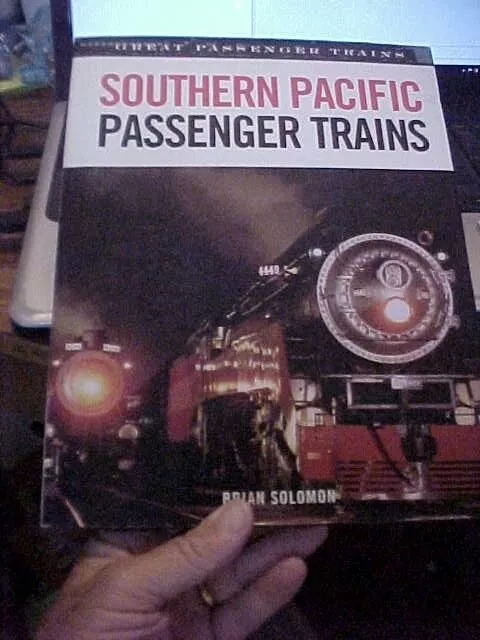 GREAT PASSENGER TRAINS
SOUTHERN PACIFIC
PASSENGER TRAINS
4449
BRIAN SOLOMON